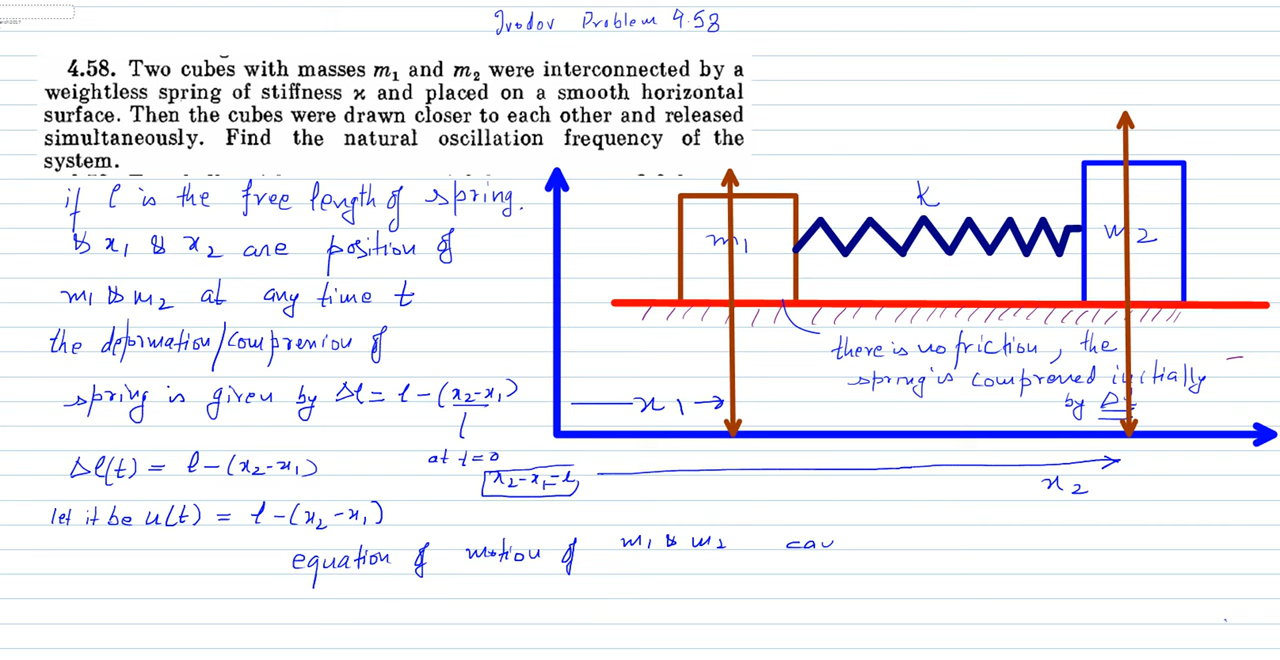 Irodov Problem 4.58
4.58. Two cubes with masses m₁ and m₂ were interconnected by a
weightless spring of stiffness ϰ and placed on a smooth horizontal
surface. Then the cubes were drawn closer to each other and released
simultaneously. Find the natural oscillation frequency of the
system.
if l is the free length of spring.
& x₁ & x₂ are position of
m₁ & m₂ at any time t
the deformation/compression of
spring is given by Δl = l - (x₂-x₁)
Δl(t) = l - (x₂-x₁)
at t=0
x₂-x₁=l
let it be u(t) = l - (x₂-x₁)
equation of motion of m₁ & m₂ can
k
m₁
m₂
there is no friction, the
spring is compressed initially
by Δl
x₁
x₂